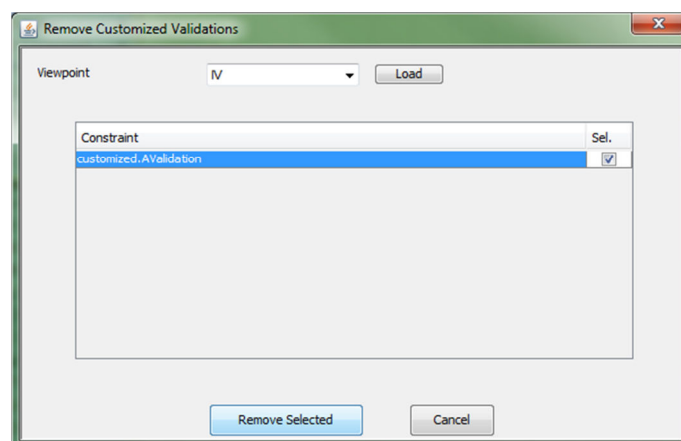 Remove Customized Validations
Viewpoint IV Load
Constraint Sel.
customized.AValidation
Remove Selected Cancel